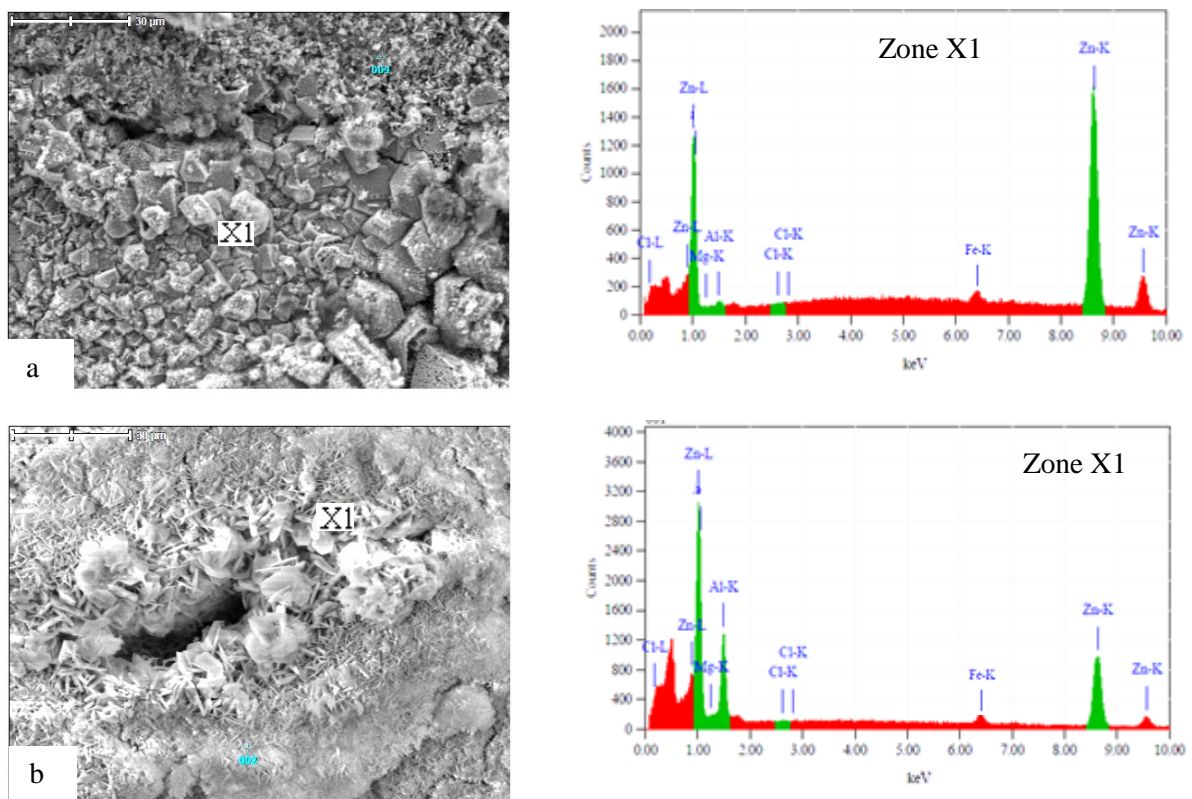 30 µm
001
X1
a
Zone X1
2000
1800
1600
1400
1200
1000
800
600
400
200
0
Counts
Cl-L
Zn-L
Zn-L
Mg-K
Al-K
Cl-K
Cl-K
Fe-K
Zn-K
Zn-K
0.00 1.00 2.00 3.00 4.00 5.00 6.00 7.00 8.00 9.00 10.00
keV
30 µm
X1
002
b
Zone X1
4000
3600
3200
2800
2400
2000
1600
1200
800
400
0
Counts
Cl-L
Zn-L
Zn-L
Mg-K
Al-K
Cl-K
Cl-K
Fe-K
Zn-K
Zn-K
0.00 1.00 2.00 3.00 4.00 5.00 6.00 7.00 8.00 9.00 10.00
keV